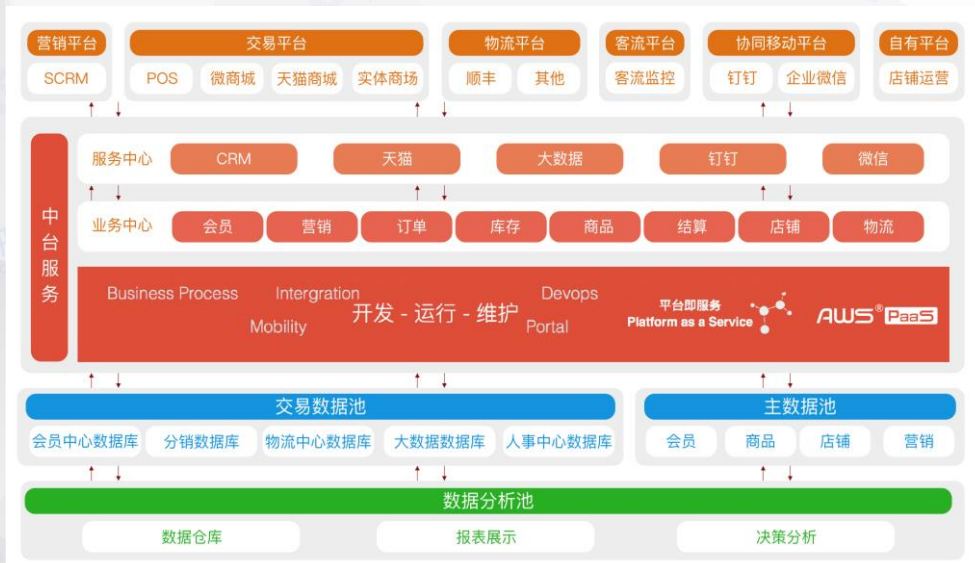 营销平台
交易平台
物流平台
客流平台
协同移动平台
自有平台
SCRM
POS
微商城
天猫商城
实体商场
顺丰
其他
客流监控
钉钉
企业微信
店铺运营
中台服务
服务中心
CRM
天猫
大数据
钉钉
微信
业务中心
会员
营销
订单
库存
商品
结算
店铺
物流
Business Process
Intergration
Mobility
开发 - 运行 - 维护
Devops
Portal
平台即服务
Platform as a Service
AWS® PaaS
交易数据池
主数据池
会员中心数据库
分销数据库
物流中心数据库
大数据数据库
人事中心数据库
会员
商品
店铺
营销
数据分析池
数据仓库
报表展示
决策分析